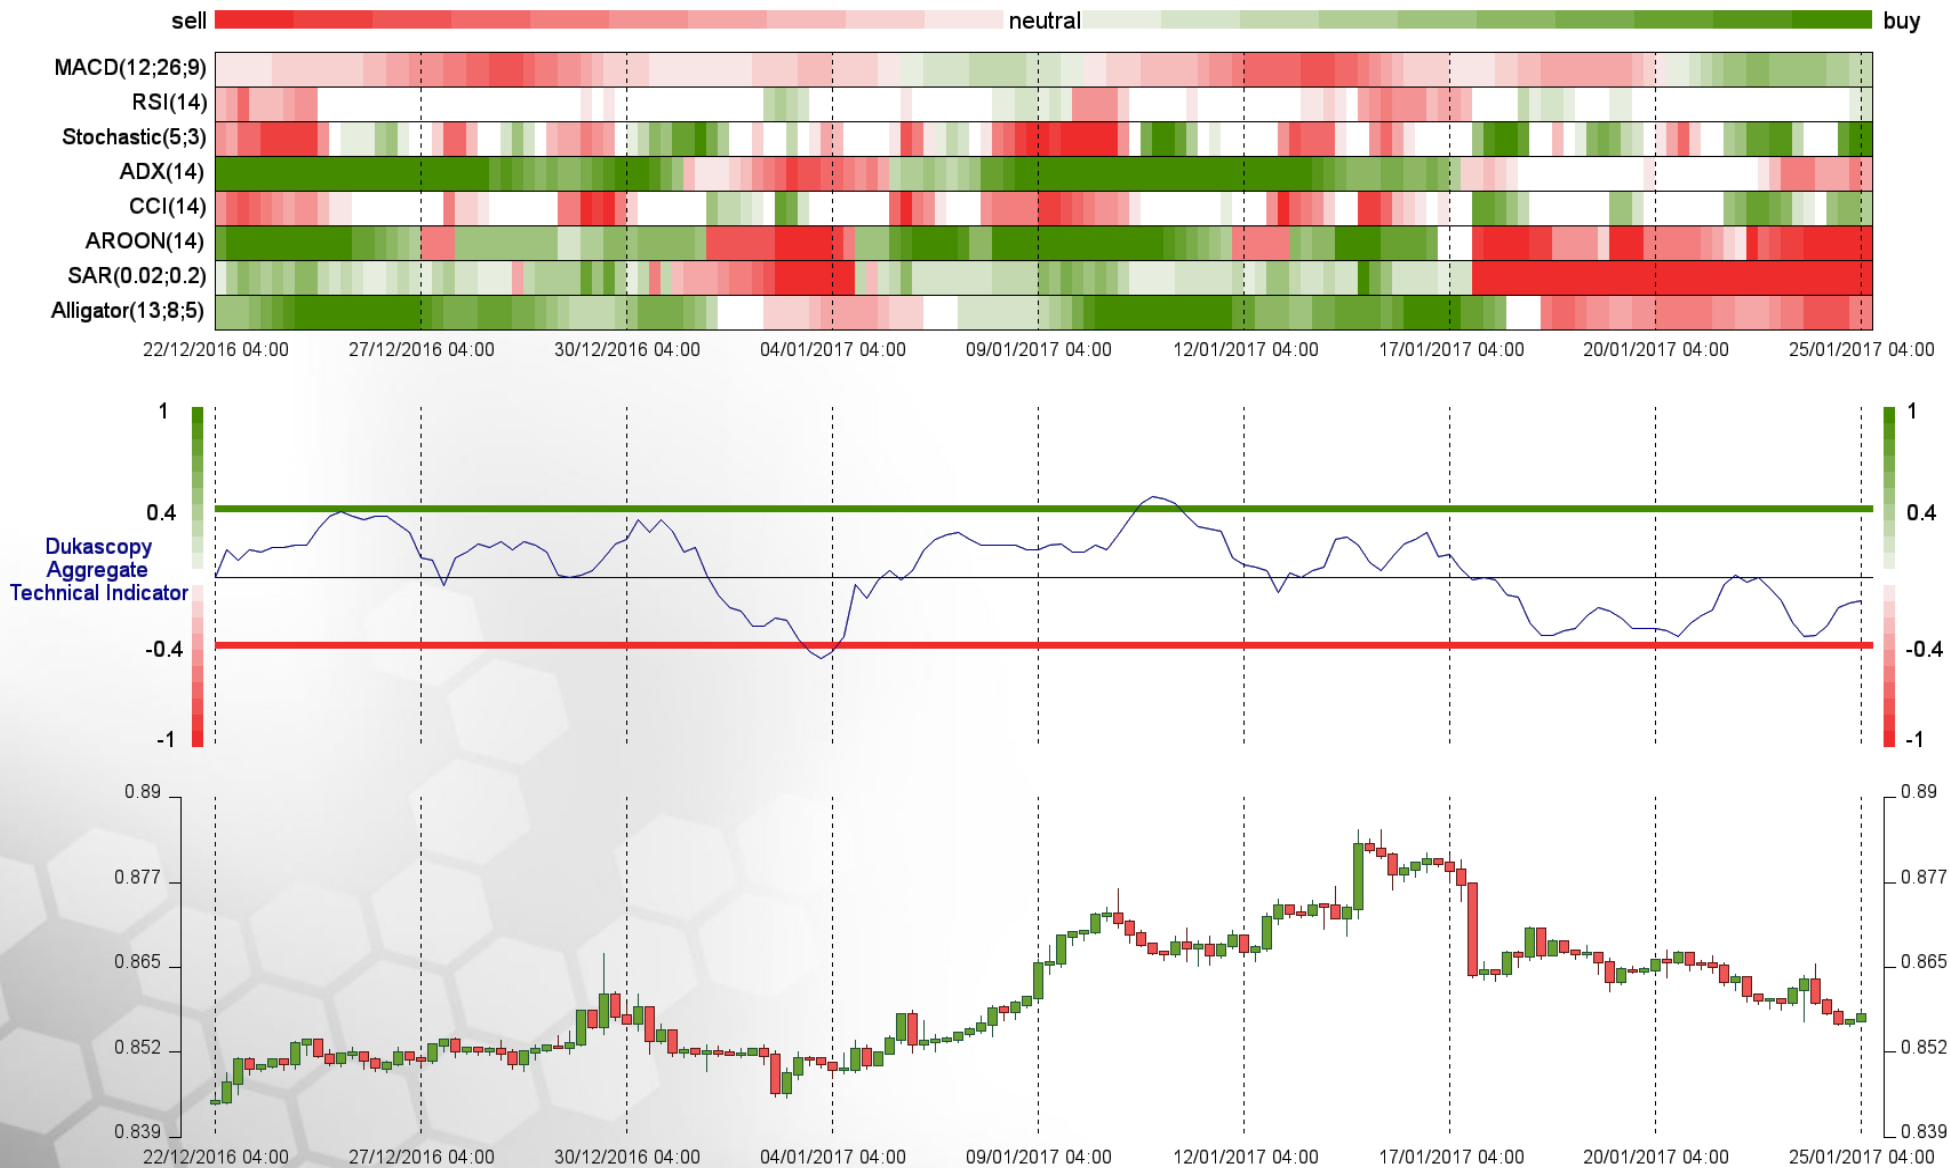 sell neutral buy
MACD(12;26;9)
RSI(14)
Stochastic(5;3)
ADX(14)
CCI(14)
AROON(14)
SAR(0.02;0.2)
Alligator(13;8;5)
22/12/2016 04:00 27/12/2016 04:00 30/12/2016 04:00 04/01/2017 04:00 09/01/2017 04:00 12/01/2017 04:00 17/01/2017 04:00 20/01/2017 04:00 25/01/2017 04:00
1 1
0.4 0.4
Dukascopy
Aggregate
Technical Indicator
-0.4 -0.4
-1 -1
0.89 0.89
0.877 0.877
0.865 0.865
0.852 0.852
0.839 0.839
22/12/2016 04:00 27/12/2016 04:00 30/12/2016 04:00 04/01/2017 04:00 09/01/2017 04:00 12/01/2017 04:00 17/01/2017 04:00 20/01/2017 04:00 25/01/2017 04:00